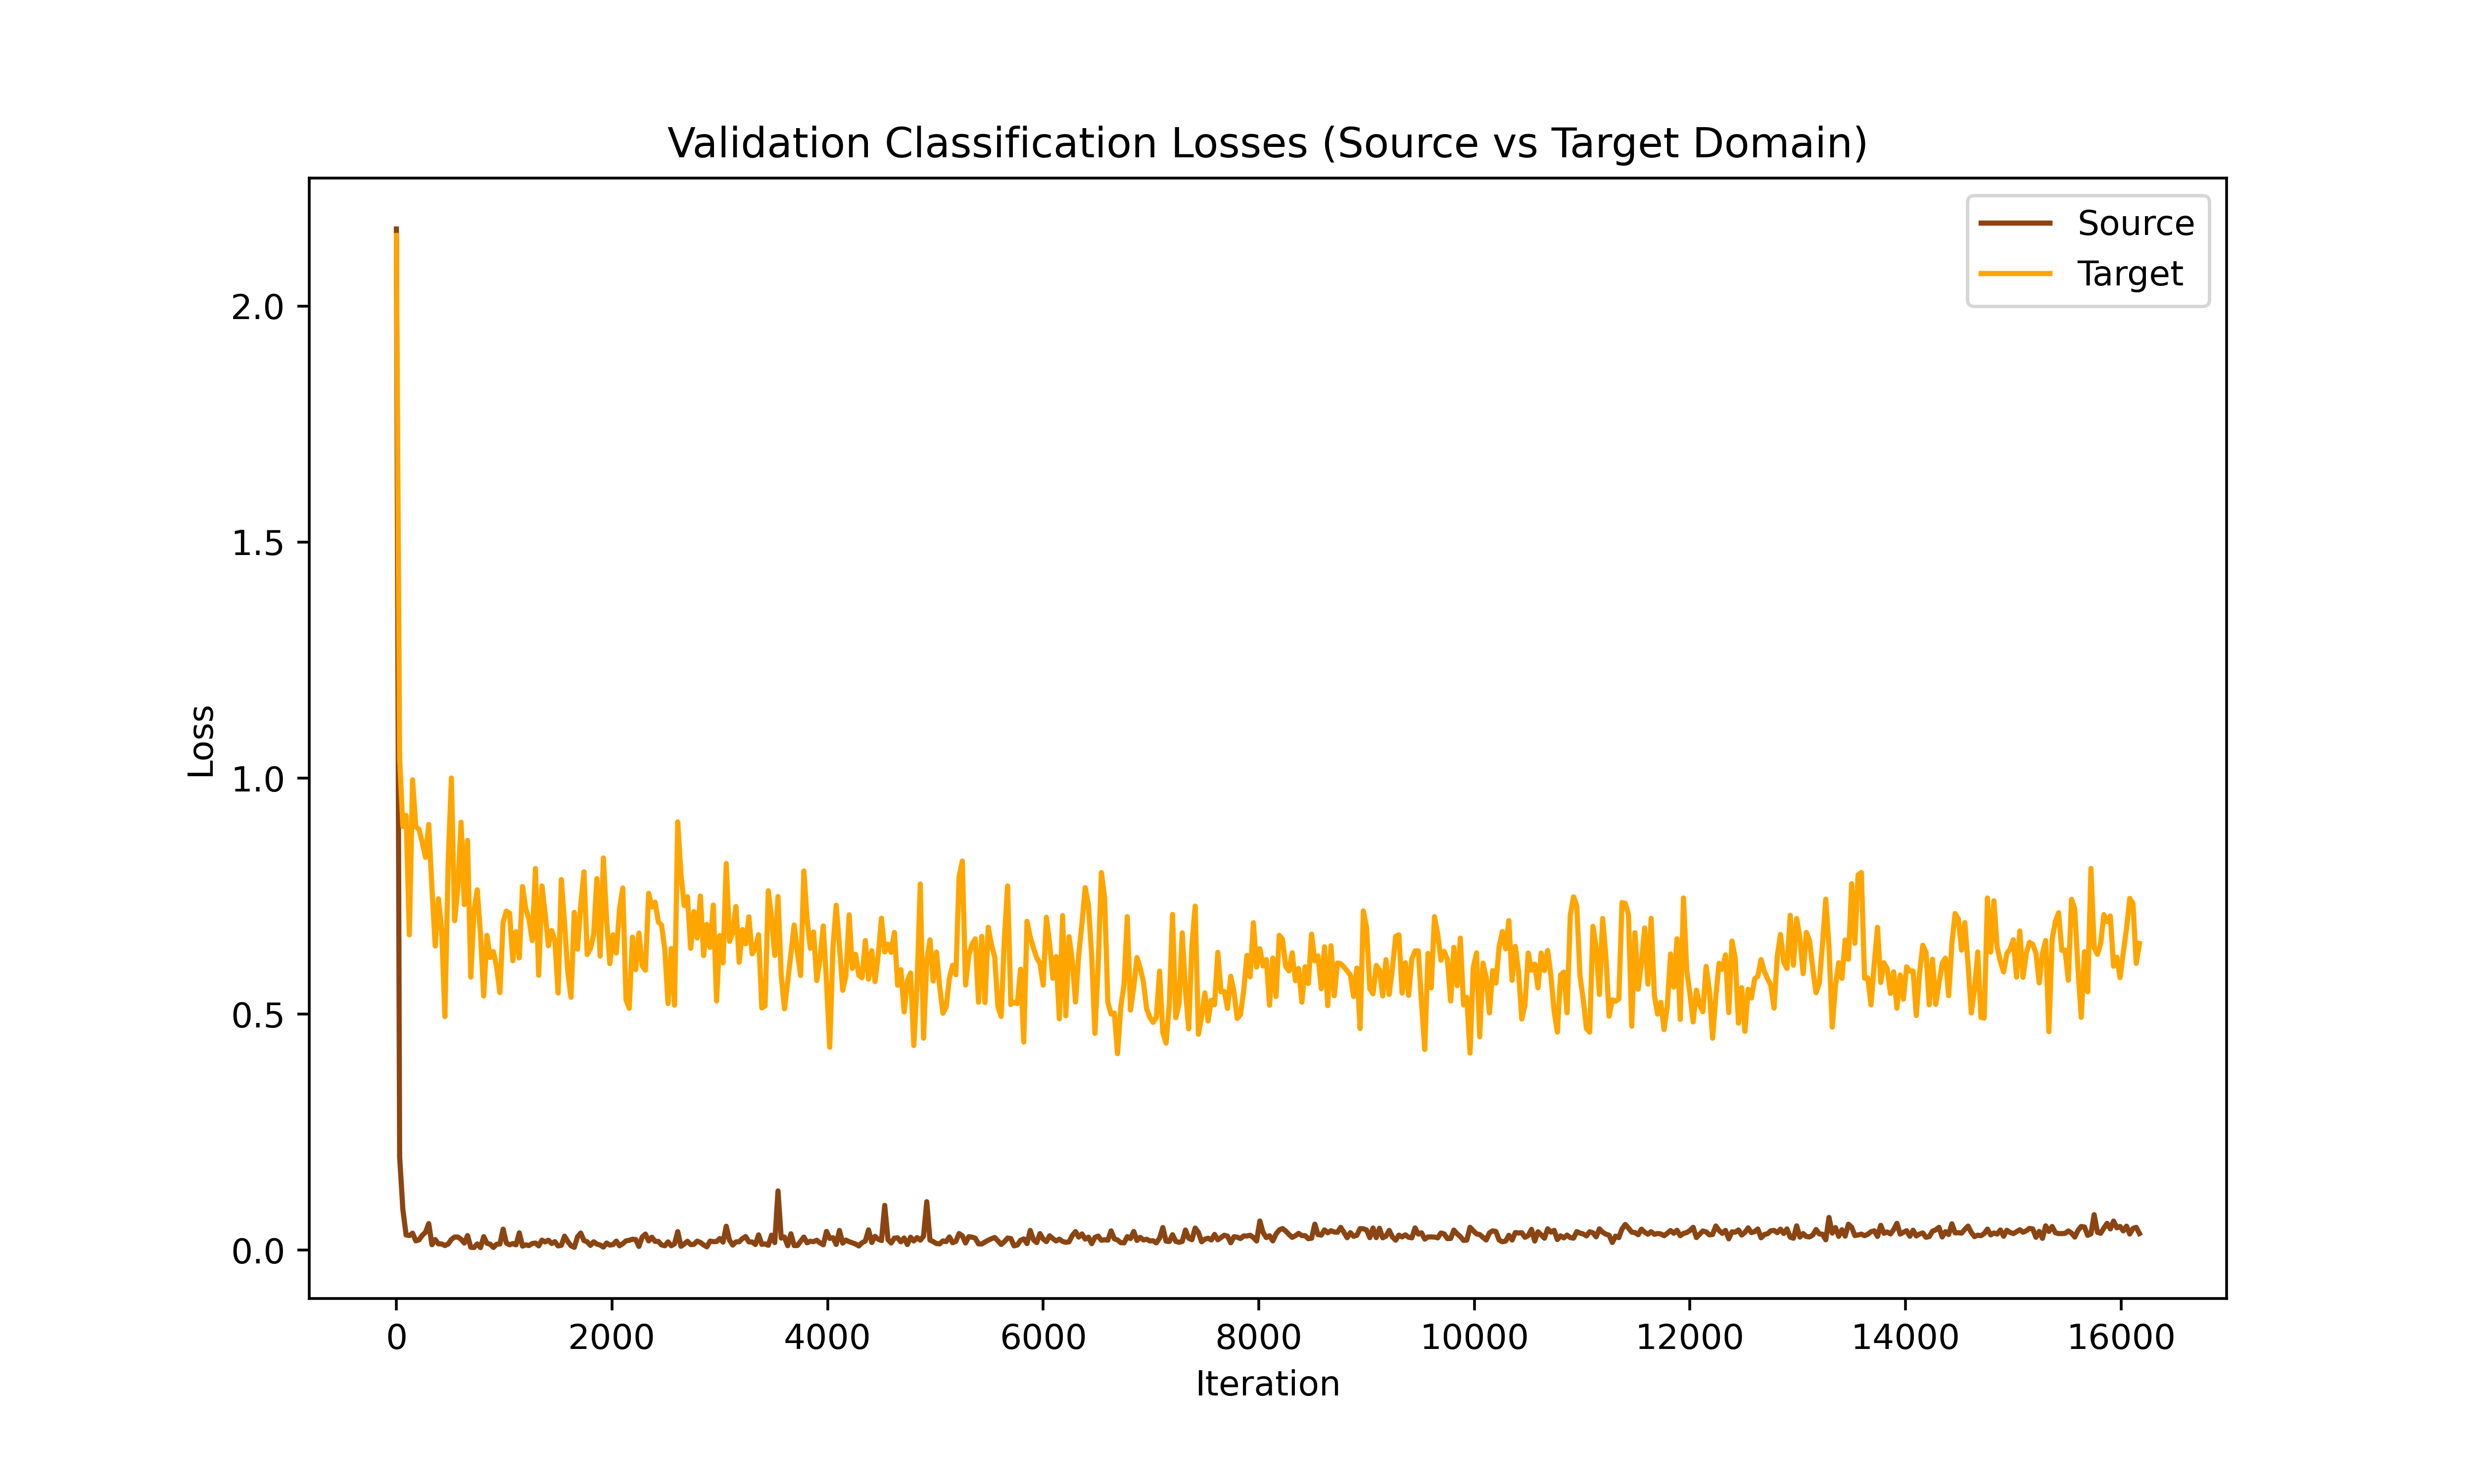 Validation Classification Losses (Source vs Target Domain)
Source
Target
2.0
1.5
1.0
0.5
0.0
Loss
0 2000 4000 6000 8000 10000 12000 14000 16000
Iteration